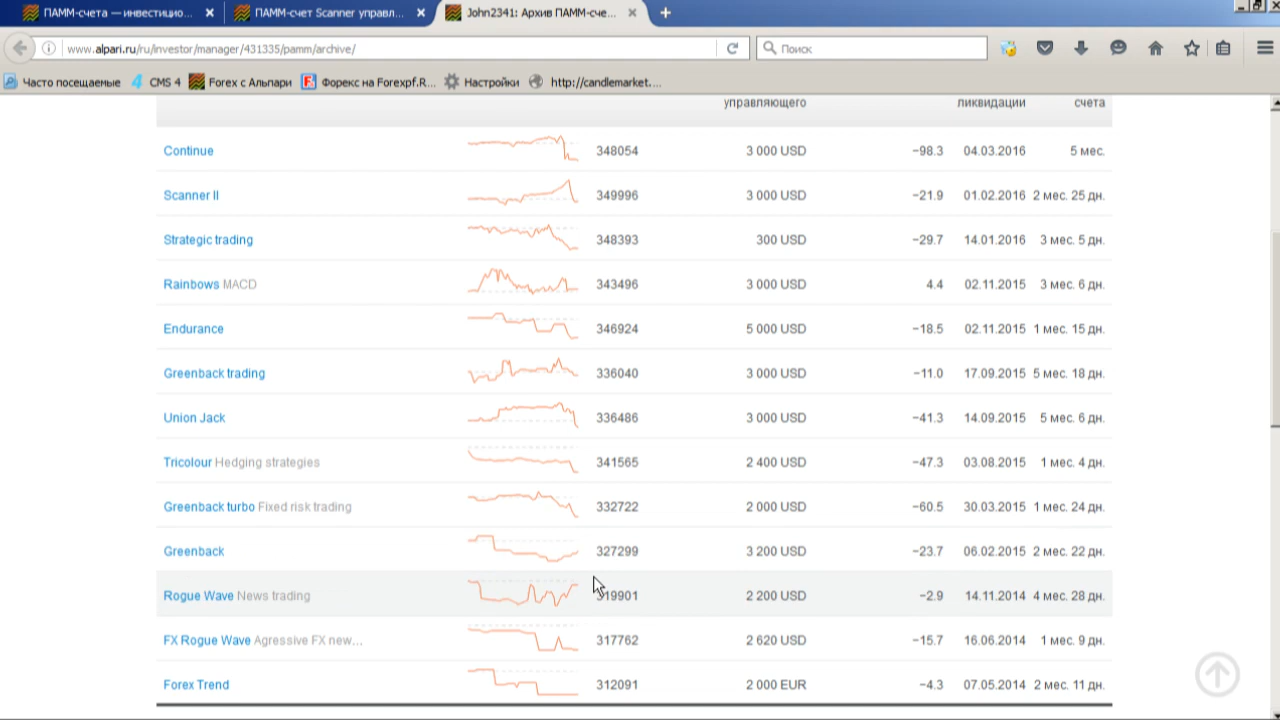 ПАММ-счета — инвестицио...
ПАММ-счет Scanner управл...
John2341: Архив ПАММ-сче...
www.alpari.ru/ru/investor/manager/431335/pamm/archive/
Поиск
Часто посещаемые
CMS 4
Forex с Альпари
Форекс на Forexpf.R...
Настройки
http://candlemarket....
управляющего ликвидации счета
Continue 348054 3 000 USD −98.3 04.03.2016 5 мес.
Scanner II 349996 3 000 USD −21.9 01.02.2016 2 мес. 25 дн.
Strategic trading 348393 300 USD −29.7 14.01.2016 3 мес. 5 дн.
Rainbows MACD 343496 3 000 USD 4.4 02.11.2015 3 мес. 6 дн.
Endurance 346924 5 000 USD −18.5 02.11.2015 1 мес. 15 дн.
Greenback trading 336040 3 000 USD −11.0 17.09.2015 5 мес. 18 дн.
Union Jack 336486 3 000 USD −41.3 14.09.2015 5 мес. 6 дн.
Tricolour Hedging strategies 341565 2 400 USD −47.3 03.08.2015 1 мес. 4 дн.
Greenback turbo Fixed risk trading 332722 2 000 USD −60.5 30.03.2015 1 мес. 24 дн.
Greenback 327299 3 200 USD −23.7 06.02.2015 2 мес. 22 дн.
Rogue Wave News trading 319901 2 200 USD −2.9 14.11.2014 4 мес. 28 дн.
FX Rogue Wave Agressive FX new... 317762 2 620 USD −15.7 16.06.2014 1 мес. 9 дн.
Forex Trend 312091 2 000 EUR −4.3 07.05.2014 2 мес. 11 дн.